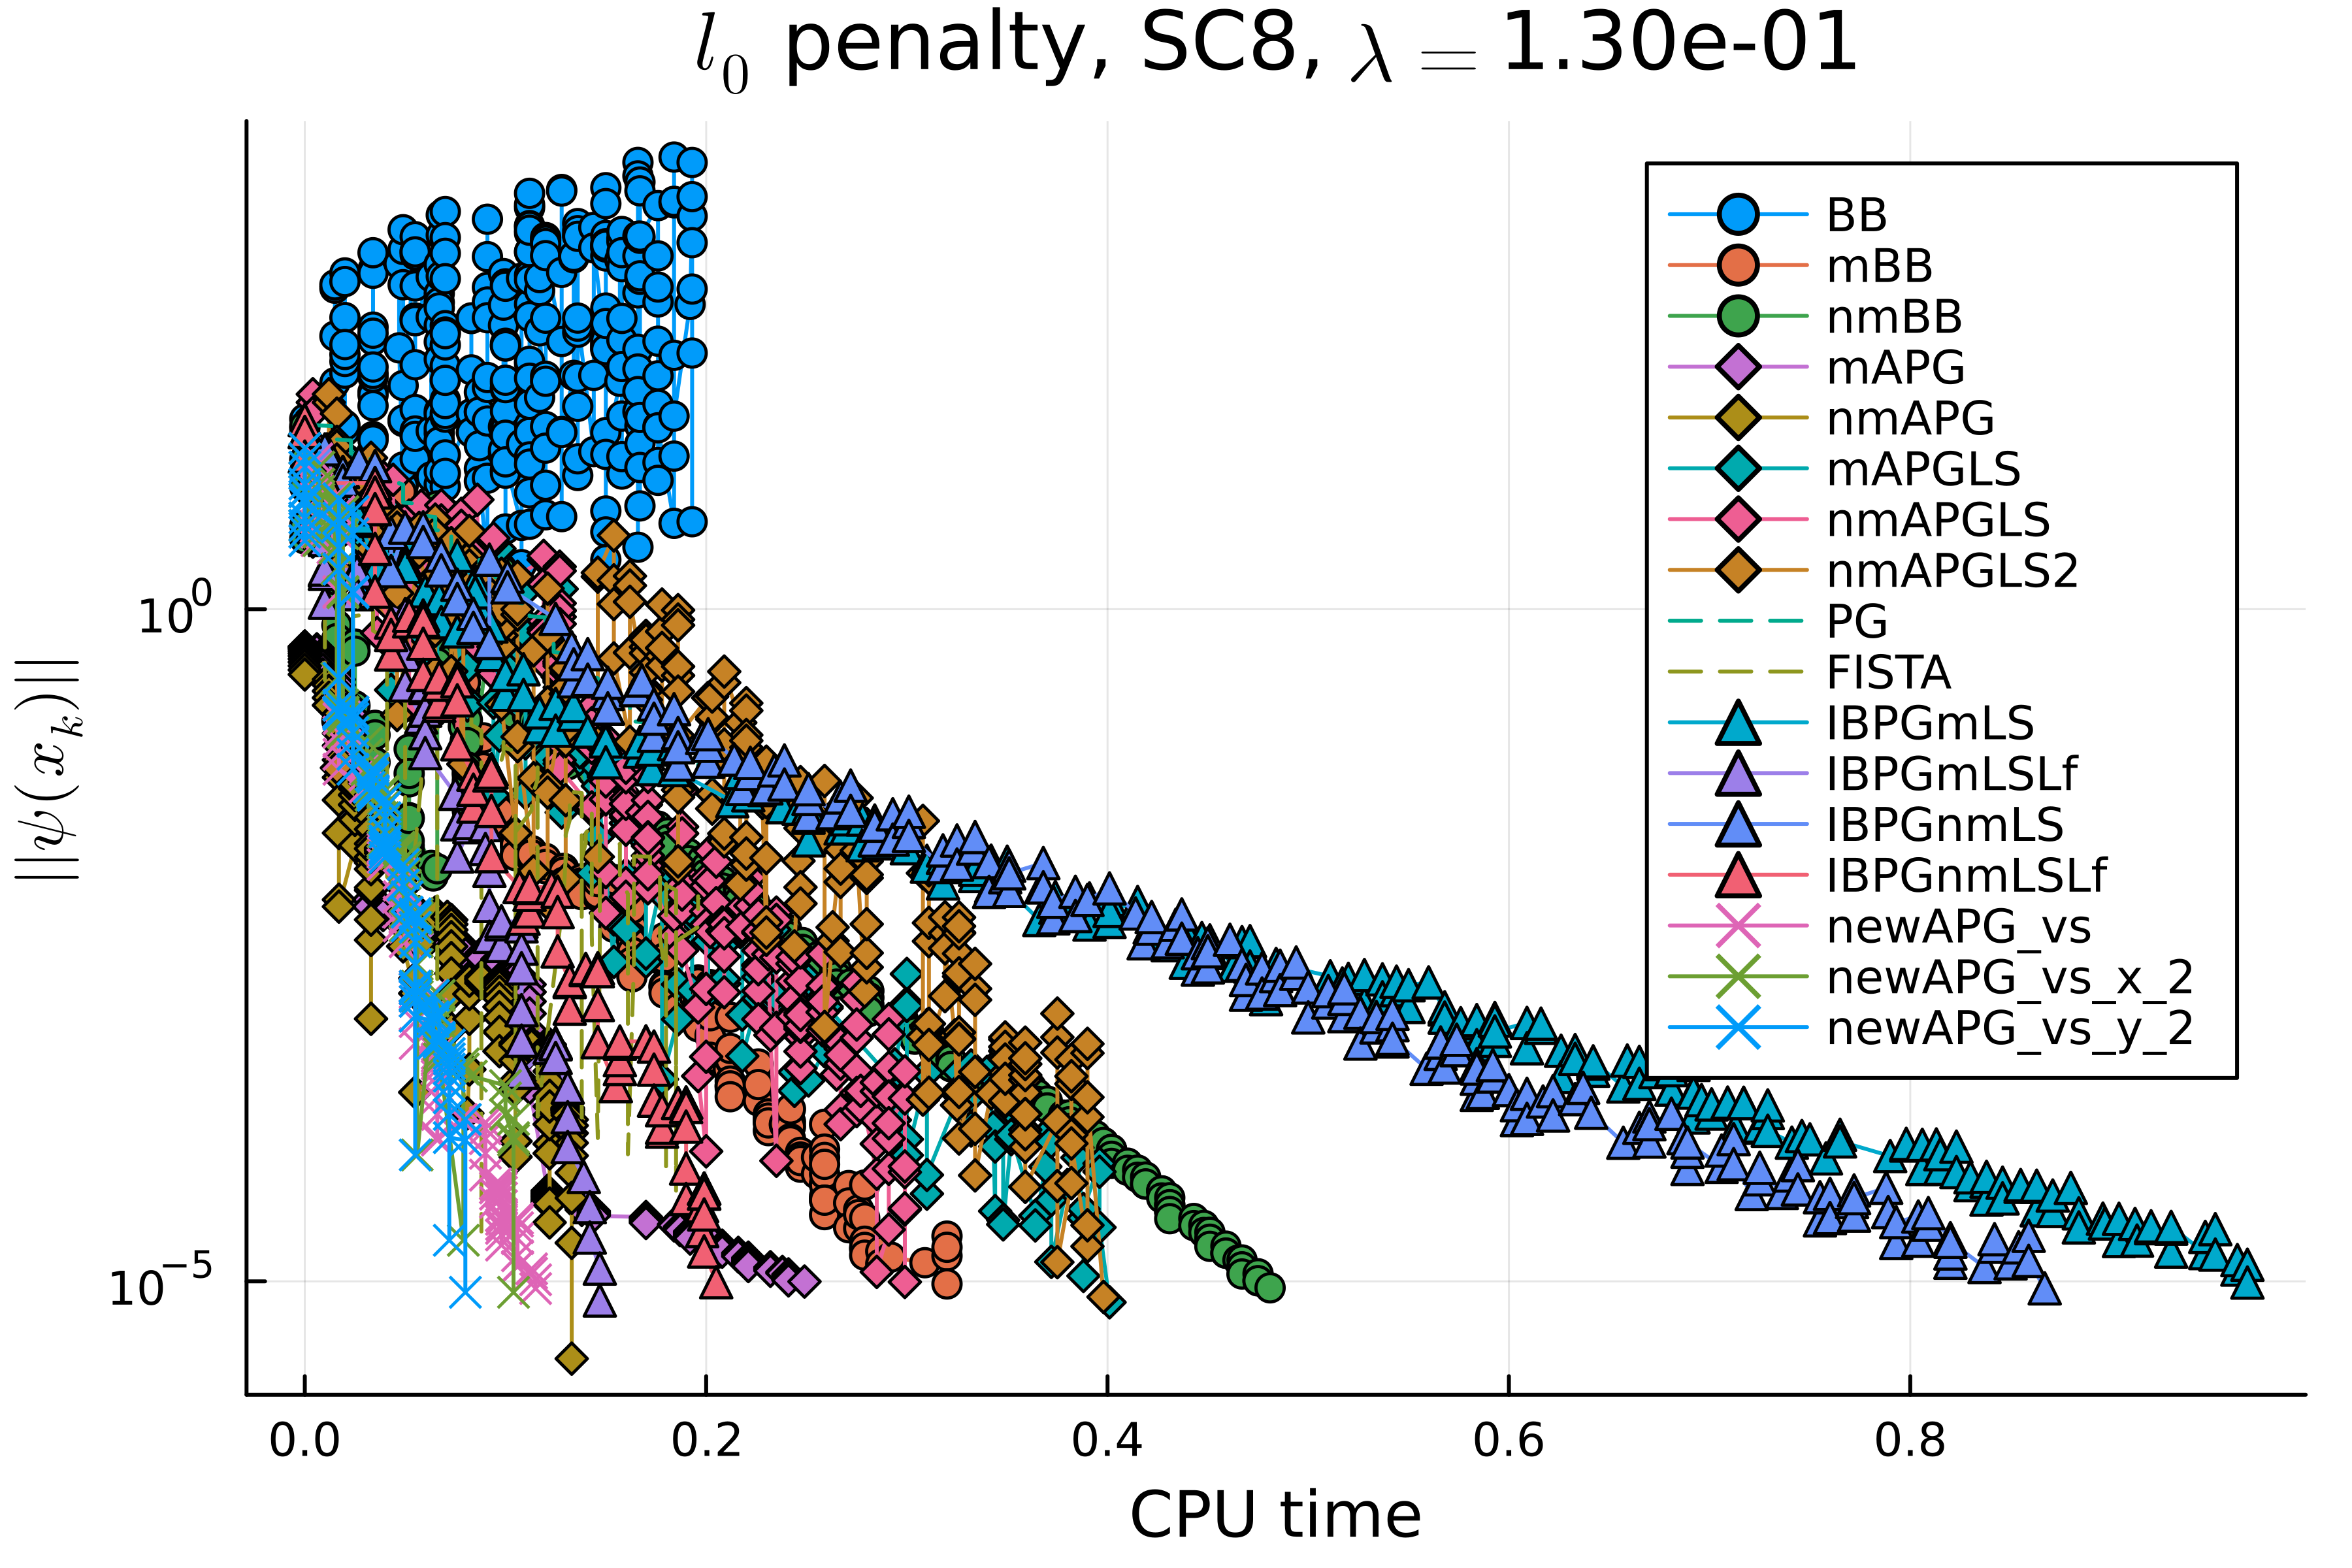 l₀ penalty, SC8, λ = 1.30e-01
||ψ(xₖ)||
10⁰
10⁻⁵
BB
mBB
nmBB
mAPG
nmAPG
mAPGLS
nmAPGLS
nmAPGLS2
PG
FISTA
IBPGmLS
IBPGmLSLf
IBPGnmLS
IBPGnmLSLf
newAPG_vs
newAPG_vs_x_2
newAPG_vs_y_2
0.0 0.2 0.4 0.6 0.8
CPU time